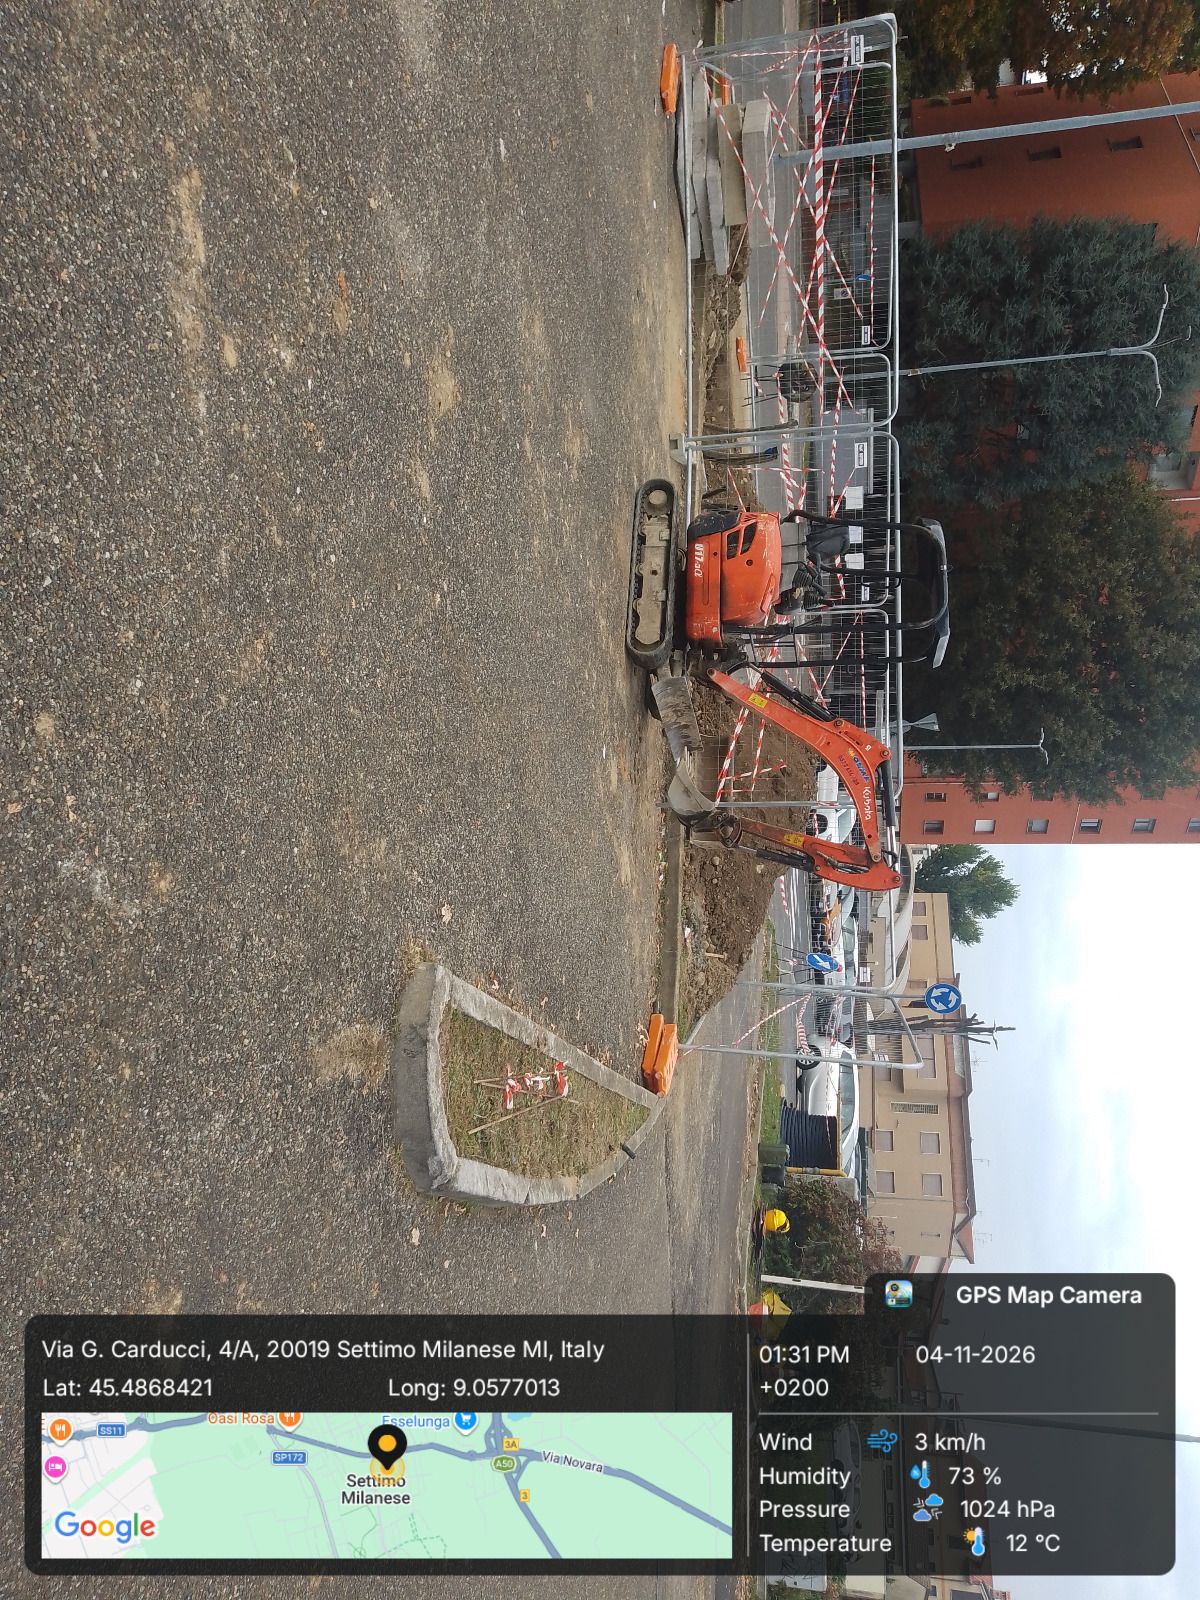 U17-3α
Kubota
GPS Map Camera
Via G. Carducci, 4/A, 20019 Settimo Milanese MI, Italy
Lat: 45.4868421
Long: 9.0577013
01:31 PM
04-11-2026
+0200
Wind 3 km/h
Humidity 73 %
Pressure 1024 hPa
Temperature 12 °C
SS11
Oasi Rosa
Esselunga
SP172
3A
A50
Via Novara
3
Settimo
Milanese
Google